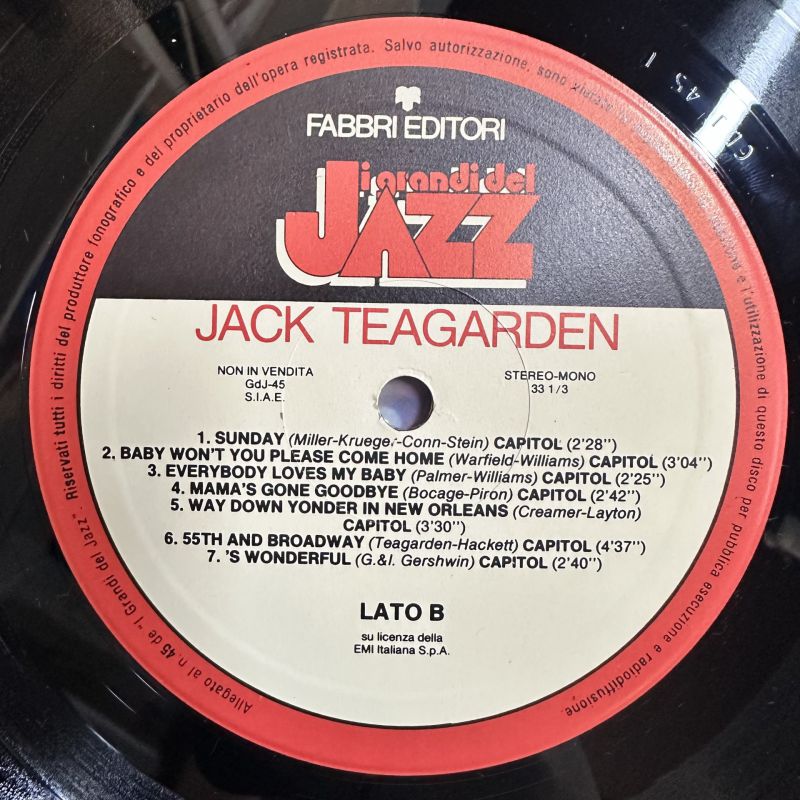 FABBRI EDITORI
i grandi del
JAZZ
JACK TEAGARDEN
NON IN VENDITA
GdJ-45
S.I.A.E.
STEREO-MONO
33 1/3
1. SUNDAY (Miller-Krueger-Conn-Stein) CAPITOL (2'28")
2. BABY WON'T YOU PLEASE COME HOME (Warfield-Williams) CAPITOL (3'04")
3. EVERYBODY LOVES MY BABY (Palmer-Williams) CAPITOL (2'25")
4. MAMA'S GONE GOODBYE (Bocage-Piron) CAPITOL (2'42")
5. WAY DOWN YONDER IN NEW ORLEANS (Creamer-Layton)
CAPITOL (3'30")
6. 55TH AND BROADWAY (Teagarden-Hackett) CAPITOL (4'37")
7. 'S WONDERFUL (G.&I. Gershwin) CAPITOL (2'40")
LATO B
su licenza della
EMI Italiana S.p.A.
Allegato al n. 45 de "I Grandi del Jazz". Riservati tutti i diritti del produttore fonografico e del proprietario dell'opera registrata. Salvo autorizzazione, sono vietate la e l'utilizzazione di questo disco per pubblica esecuzione e radiodiffusione.